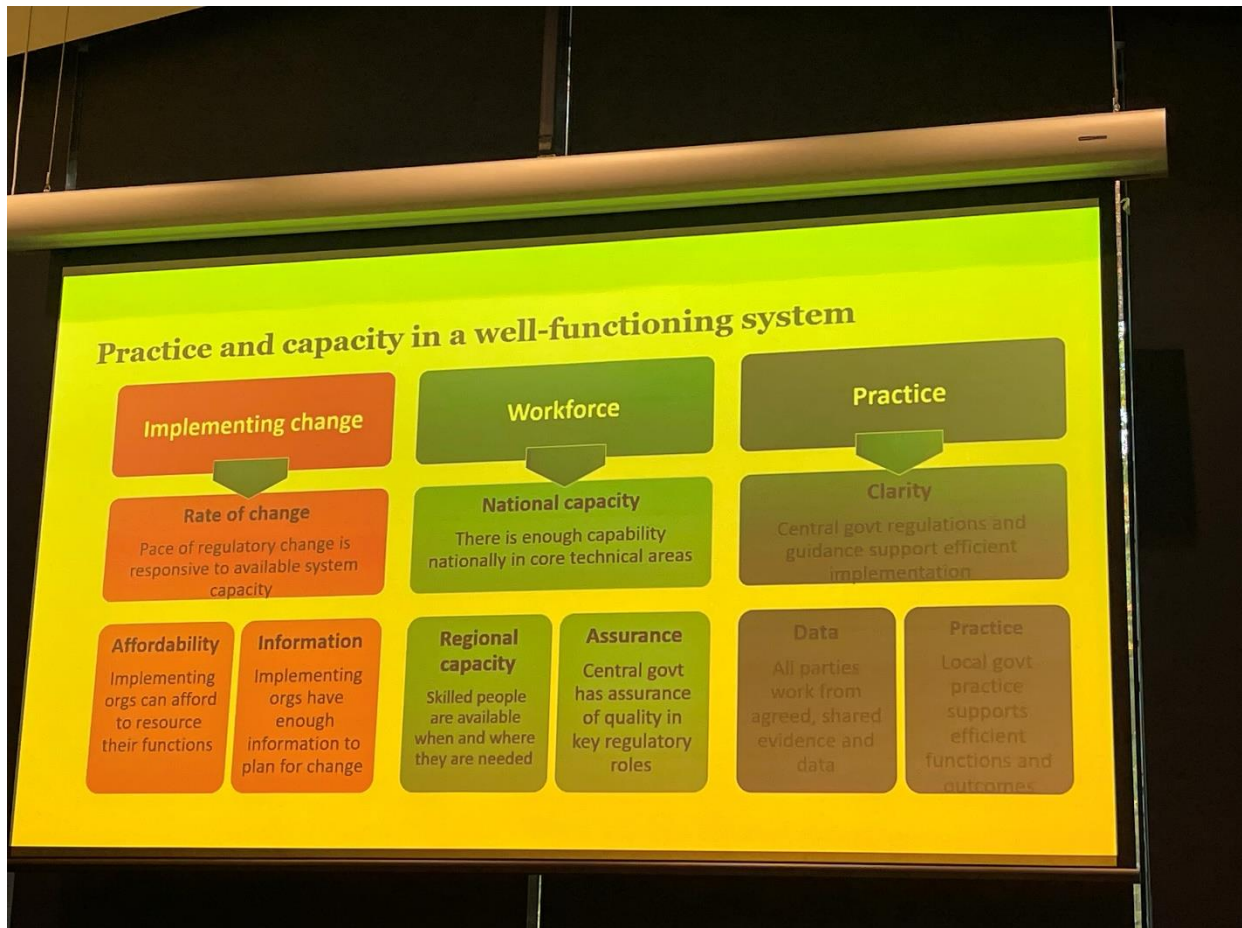 Practice and capacity in a well-functioning system
Implementing change
Rate of change
Pace of regulatory change is
responsive to available system
capacity
Affordability
Implementing
orgs can afford
to resource
their functions
Information
Implementing
orgs have
enough
information to
plan for change
Workforce
National capacity
There is enough capability
nationally in core technical areas
Regional
capacity
Skilled people
are available
when and where
they are needed
Assurance
Central govt
has assurance
of quality in
key regulatory
roles
Practice
Clarity
Central govt regulations and
guidance support efficient
implementation
Data
All parties
work from
agreed, shared
evidence and
data
Practice
Local govt
practice
supports
efficient
functions and
outcomes